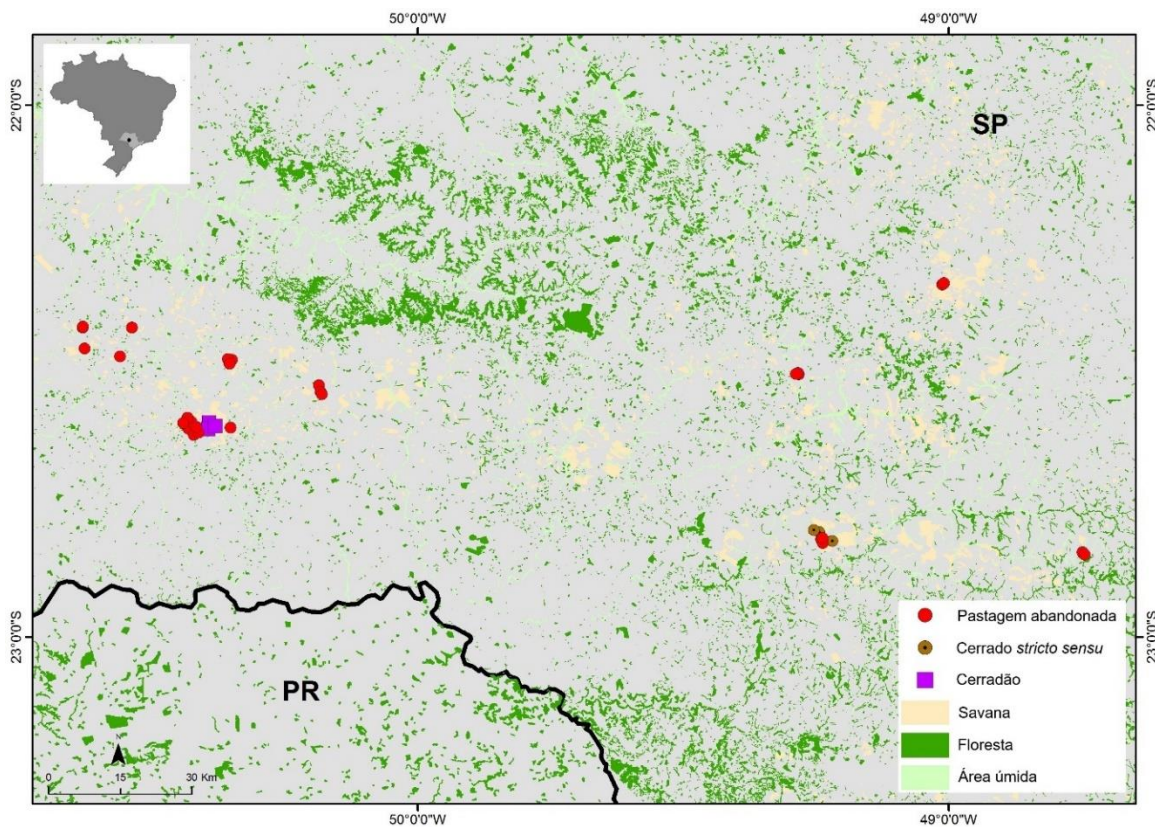 50°0'0"W
49°0'0"W
22°0'0"S
22°0'0"S
SP
23°0'0"S
23°0'0"S
PR
0 15 30 Km
Pastagem abandonada
Cerrado stricto sensu
Cerradão
Savana
Floresta
Área úmida
50°0'0"W
49°0'0"W